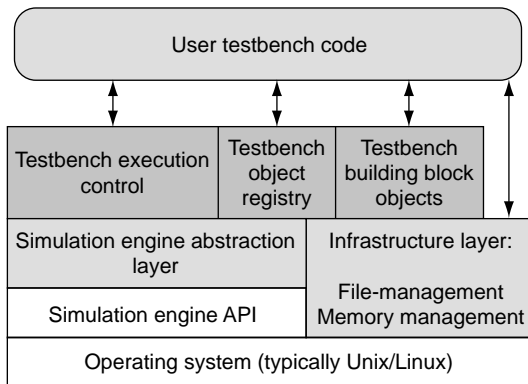 User testbench code
Testbench execution
control
Testbench
object
registry
Testbench
building block
objects
Simulation engine abstraction
layer
Infrastructure layer:
File-management
Memory management
Simulation engine API
Operating system (typically Unix/Linux)